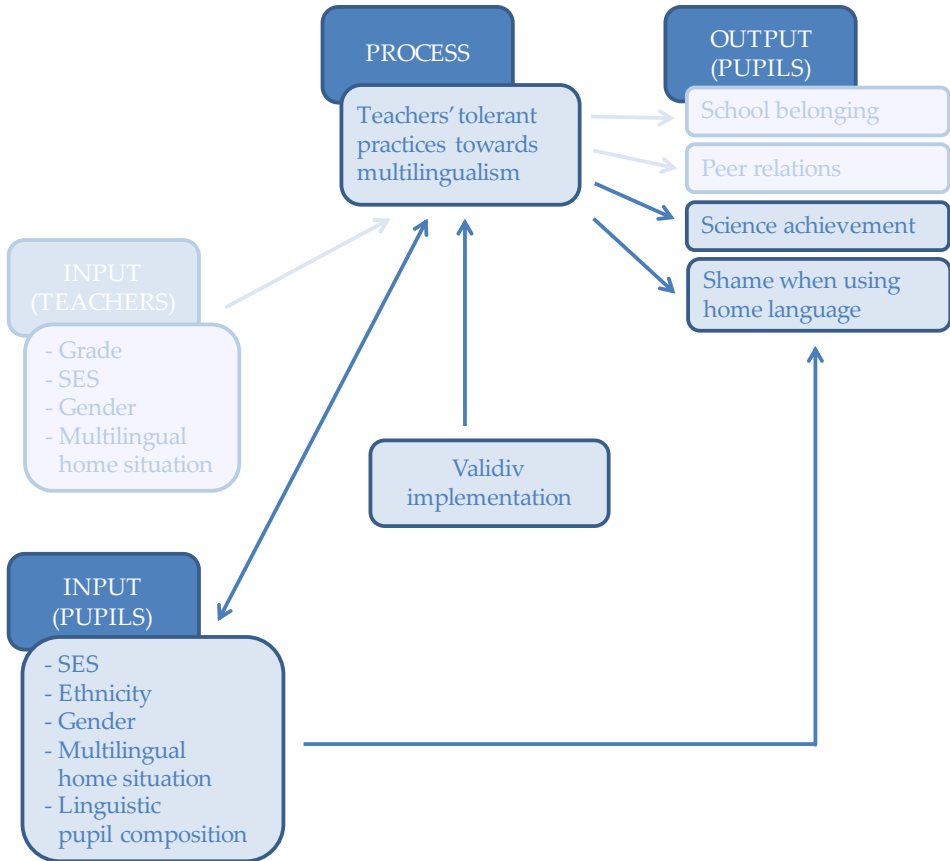 PROCESS
Teachers' tolerant
practices towards
multilingualism
OUTPUT
(PUPILS)
School belonging
Peer relations
Science achievement
Shame when using
home language
INPUT
(TEACHERS)
- Grade
- SES
- Gender
- Multilingual
home situation
Validiv
implementation
INPUT
(PUPILS)
- SES
- Ethnicity
- Gender
- Multilingual
home situation
- Linguistic
pupil composition